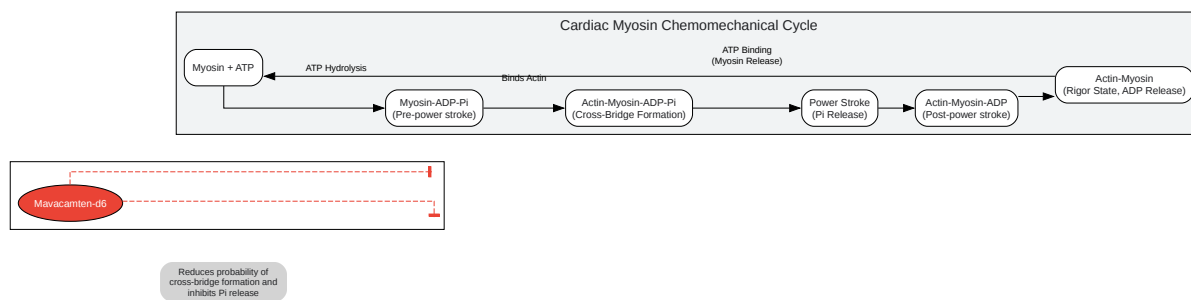 Cardiac Myosin Chemomechanical Cycle
ATP Binding
(Myosin Release)
Myosin + ATP
ATP Hydrolysis
Binds Actin
Actin-Myosin
(Rigor State, ADP Release)
Myosin-ADP-Pi
(Pre-power stroke)
Actin-Myosin-ADP-Pi
(Cross-Bridge Formation)
Power Stroke
(Pi Release)
Actin-Myosin-ADP
(Post-power stroke)
Mavacamten-d6
Reduces probability of
cross-bridge formation and
inhibits Pi release